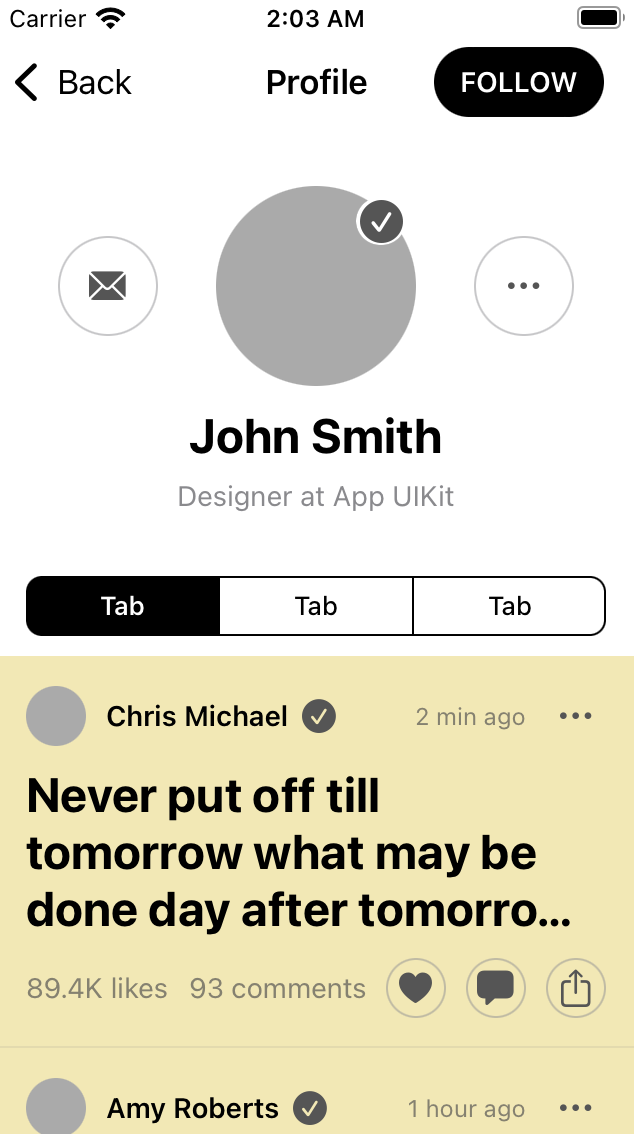 Carrier 2:03 AM
Back Profile FOLLOW
John Smith
Designer at App UIKit
Tab Tab Tab
Chris Michael 2 min ago
Never put off till
tomorrow what may be
done day after tomorro...
89.4K likes 93 comments
Amy Roberts 1 hour ago